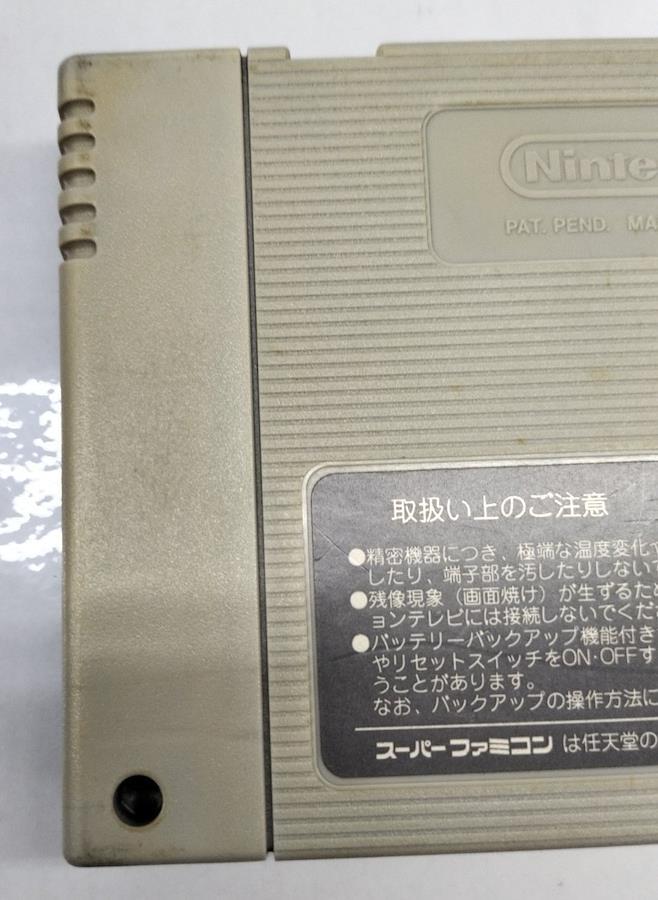 Ninte
PAT. PEND. MA
取扱い上のご注意
●精密機器につき、極端な温度変化や
したり、端子部を汚したりしないで
●残像現象（画面焼け）が生ずるため
ョンテレビには接続しないでくださ
●バッテリーバックアップ機能付き
やリセットスイッチをON·OFFす
うことがあります。
なお、バックアップの操作方法に
スーパーファミコン は任天堂の